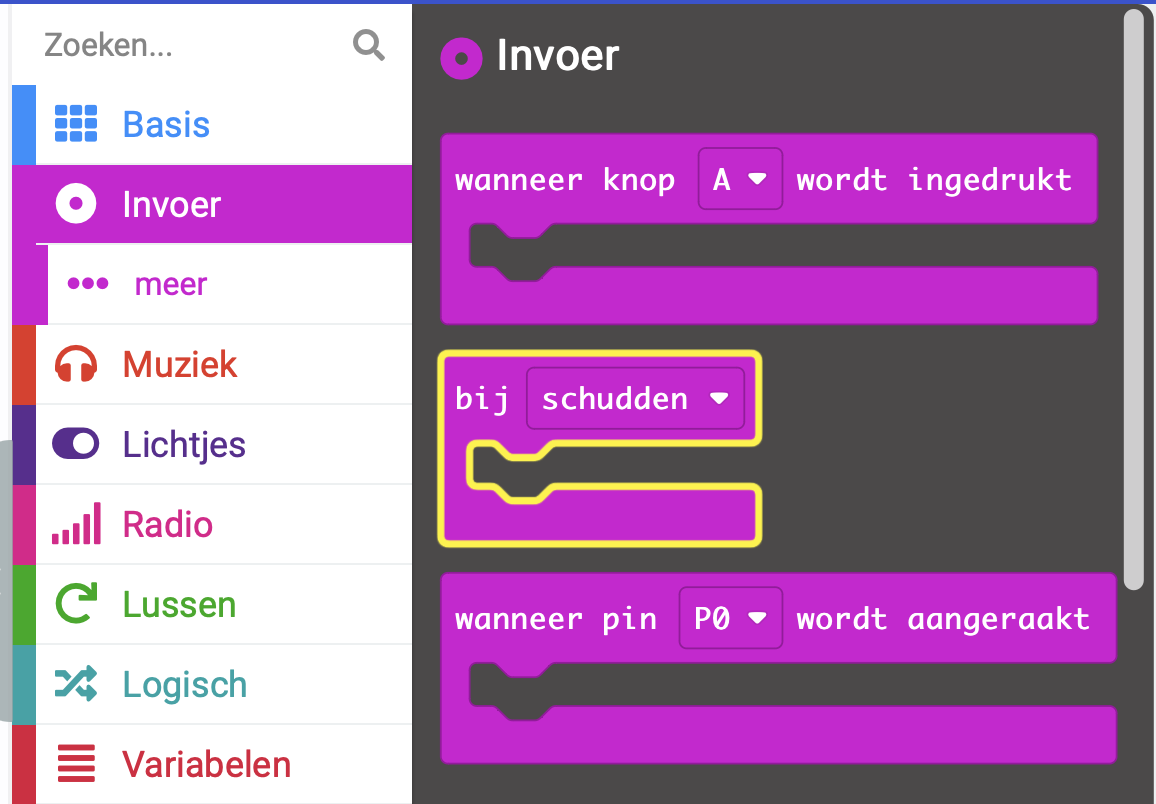 Zoeken...
Basis
Invoer
meer
Muziek
Lichtjes
Radio
Lussen
Logisch
Variabelen
Invoer
wanneer knop A wordt ingedrukt
bij schudden
wanneer pin P0 wordt aangeraakt